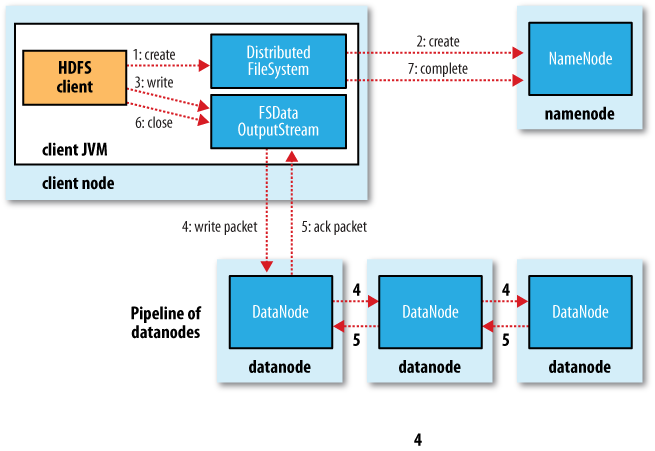 HDFS
client
1: create
3: write
6: close
Distributed
FileSystem
FSData
OutputStream
client JVM
client node
2: create
7: complete
NameNode
namenode
4: write packet
5: ack packet
Pipeline of
datanodes
DataNode
datanode
4
5
DataNode
datanode
4
5
DataNode
datanode
4